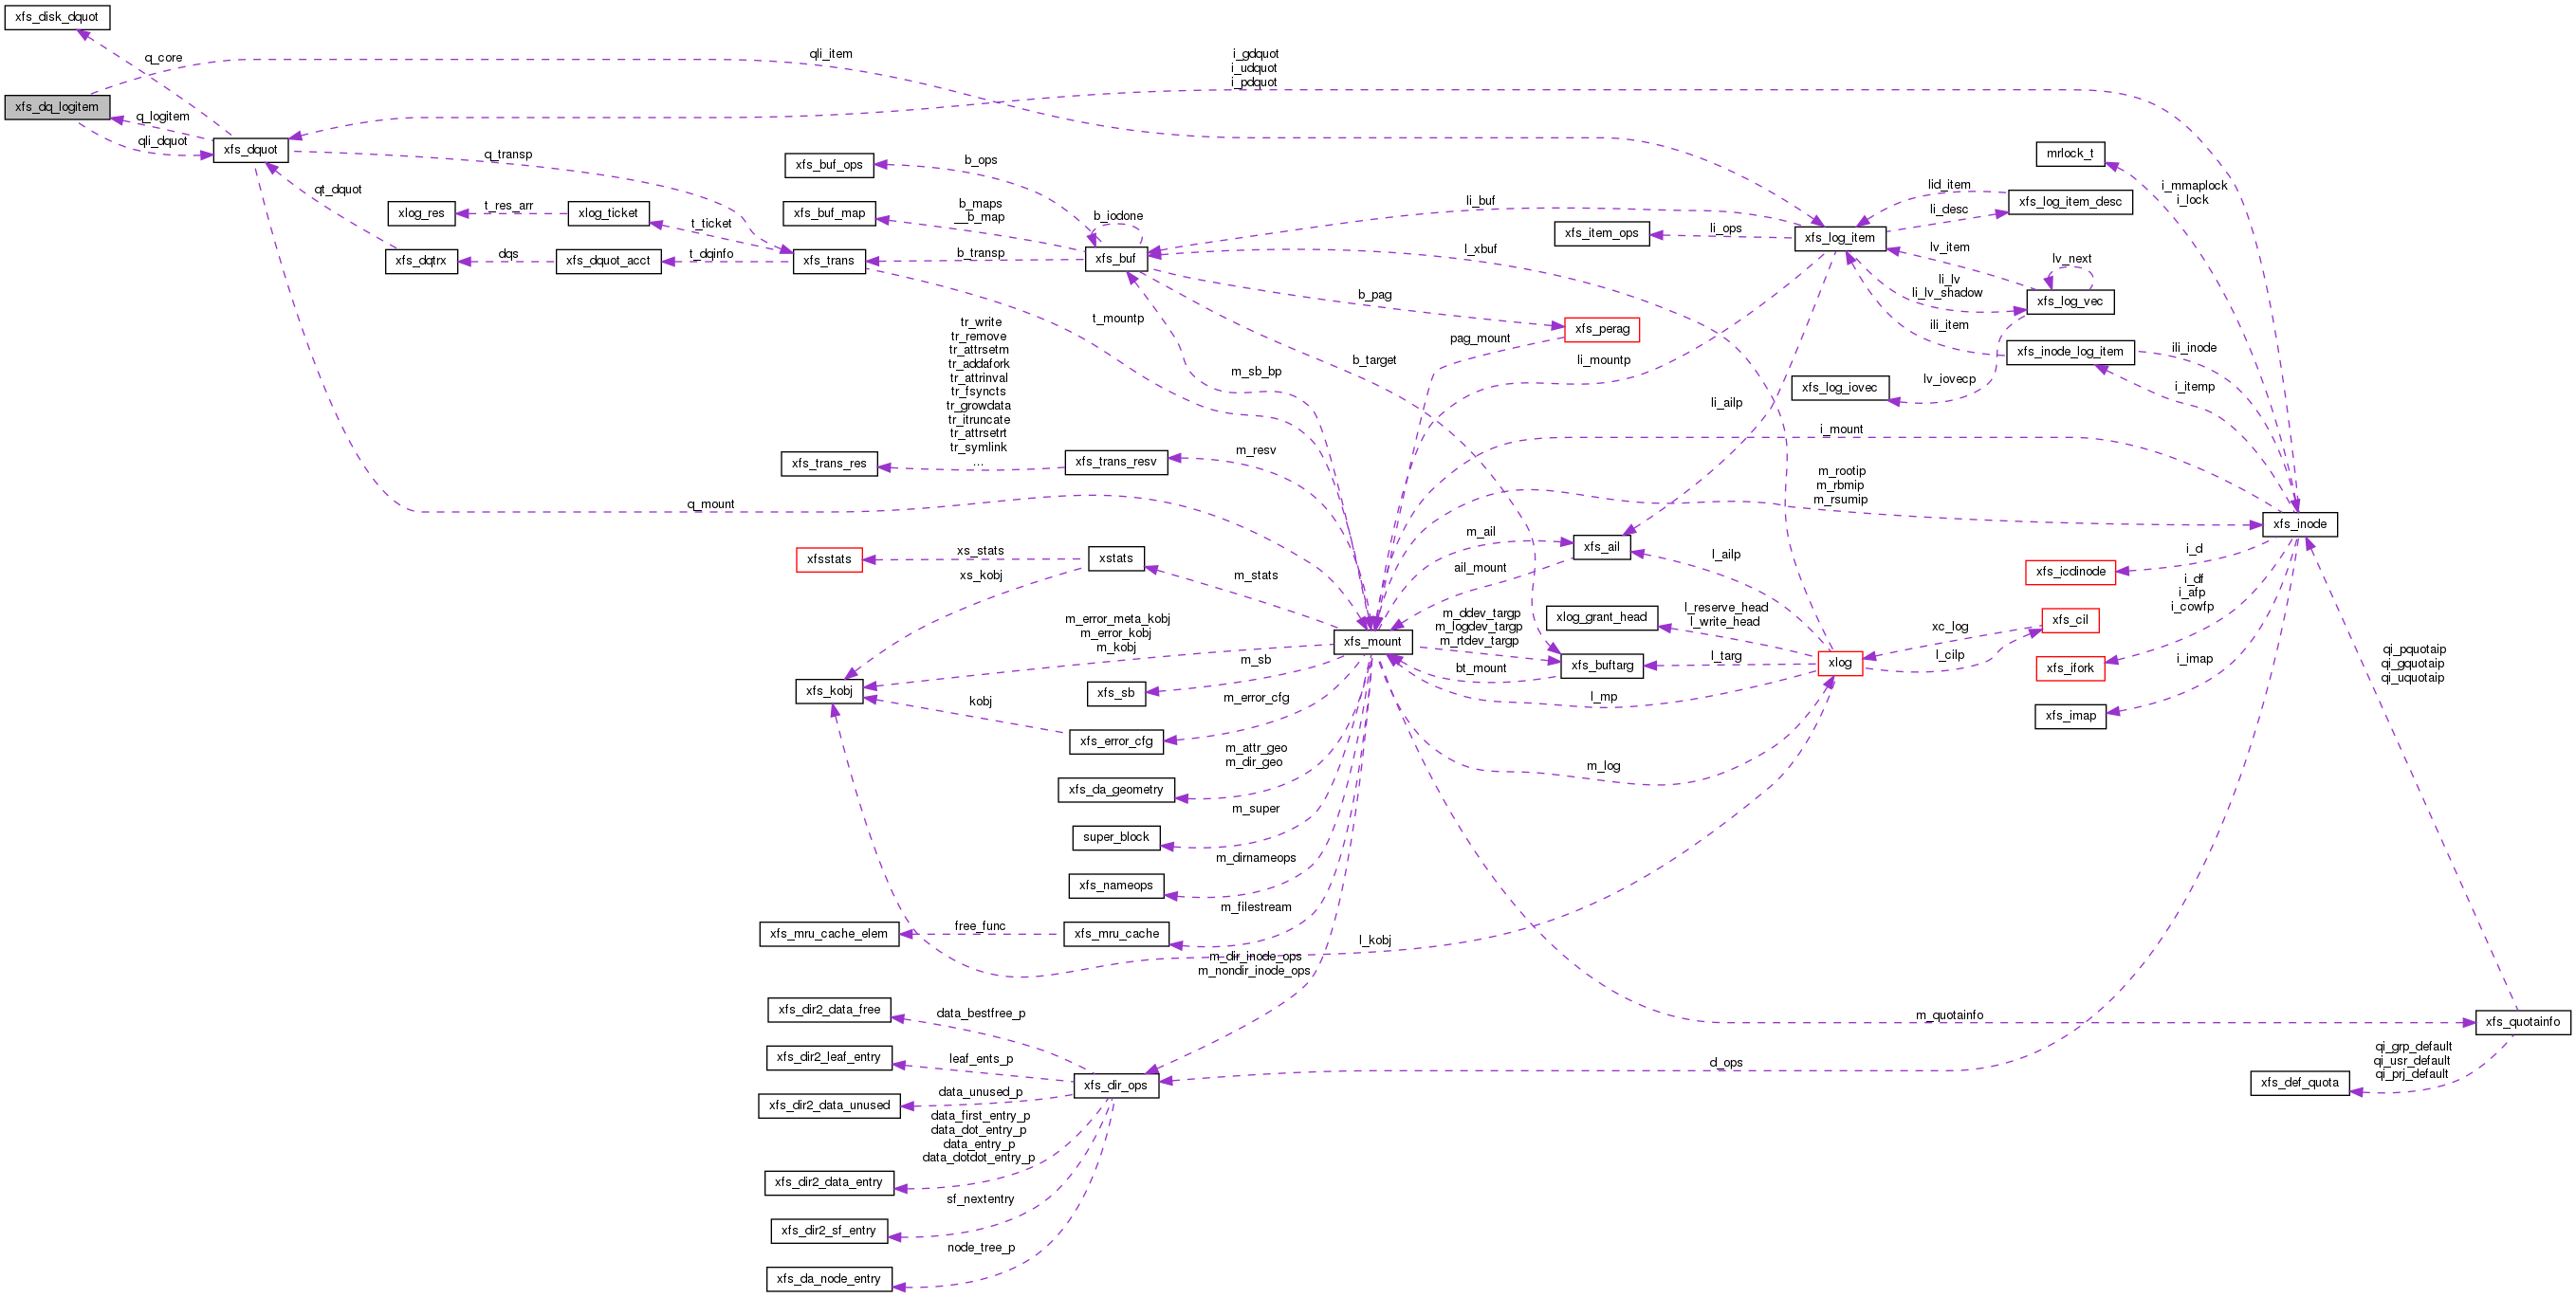 xfs_disk_dquot
q_core
qli_item
i_gdquot
i_udquot
i_pdquot
xfs_dq_logitem
q_logitem
qli_dquot
xfs_dquot
q_transp
qt_dquot
xfs_buf_ops
b_ops
mrlock_t
i_mmaplock
i_lock
lid_item
li_desc
xfs_log_item_desc
xlog_res
t_res_arr
xlog_ticket
t_ticket
xfs_buf_map
b_maps
__b_map
b_iodone
li_buf
xfs_item_ops
li_ops
xfs_log_item
l_xbuf
xfs_dqtrx
dqs
xfs_dquot_acct
t_dqinfo
xfs_trans
b_transp
xfs_buf
lv_item
lv_next
li_lv
li_lv_shadow
xfs_log_vec
b_pag
xfs_perag
pag_mount
t_mountp
tr_write
tr_remove
tr_attrsetm
tr_addafork
tr_attrinval
tr_fsyncts
tr_growdata
tr_itruncate
tr_attrsetrt
tr_symlink
...
b_target
m_sb_bp
li_mountp
ili_item
xfs_inode_log_item
ili_inode
lv_iovecp
xfs_log_iovec
i_itemp
li_ailp
i_mount
xfs_trans_res
xfs_trans_resv
m_resv
m_rootip
m_rbmip
m_rsumip
q_mount
xfs_inode
m_ail
xfs_ail
l_ailp
ail_mount
xfsstats
xs_stats
xstats
xs_kobj
m_stats
i_d
xfs_icdinode
i_df
i_afp
i_cowfp
m_ddev_targp
m_logdev_targp
m_rtdev_targp
xlog_grant_head
l_reserve_head
l_write_head
xfs_cil
xc_log
l_cilp
m_error_meta_kobj
m_error_kobj
m_kobj
xfs_mount
m_sb
xfs_sb
xfs_buftarg
bt_mount
l_targ
xlog
xfs_ifork
i_imap
qi_pquotaip
qi_gquotaip
qi_uquotaip
xfs_kobj
kobj
m_error_cfg
l_mp
xfs_imap
xfs_error_cfg
m_attr_geo
m_dir_geo
m_log
xfs_da_geometry
m_super
super_block
m_dirnameops
xfs_nameops
m_filestream
xfs_mru_cache_elem
free_func
xfs_mru_cache
l_kobj
m_dir_inode_ops
m_nondir_inode_ops
xfs_dir2_data_free
data_bestfree_p
m_quotainfo
xfs_quotainfo
xfs_dir2_leaf_entry
leaf_ents_p
d_ops
qi_grp_default
qi_usr_default
qi_prj_default
xfs_def_quota
xfs_dir_ops
xfs_dir2_data_unused
data_unused_p
data_first_entry_p
data_dot_entry_p
data_entry_p
data_dotdot_entry_p
xfs_dir2_data_entry
sf_nextentry
xfs_dir2_sf_entry
node_tree_p
xfs_da_node_entry